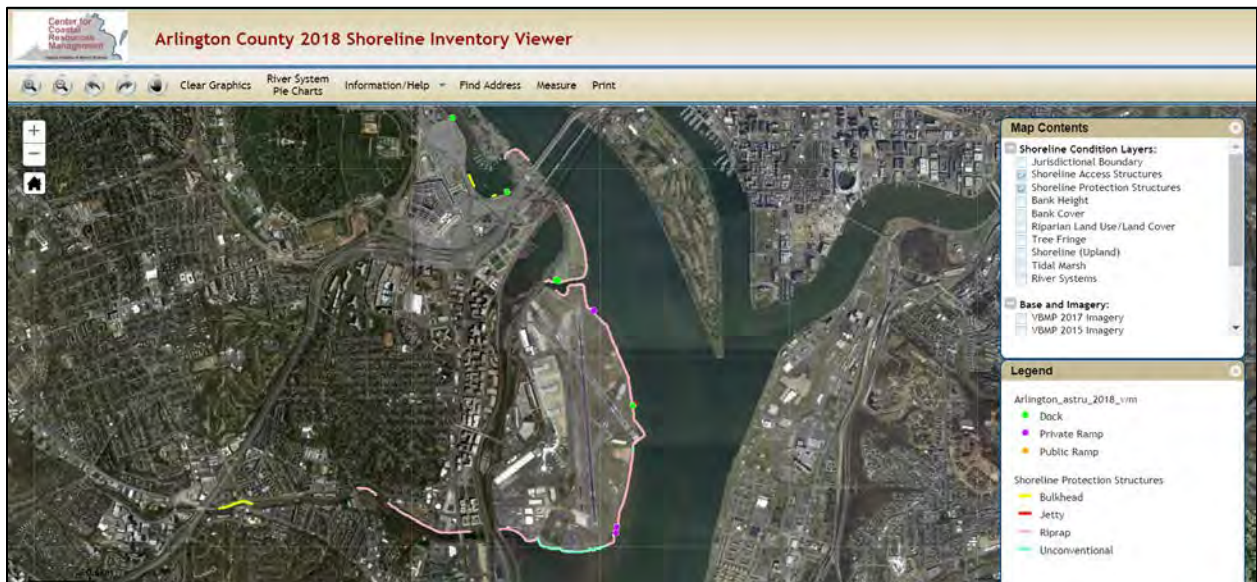 Center for
Coastal
Resources
Management
Arlington County 2018 Shoreline Inventory Viewer
Clear Graphics
River System
Pie Charts
Information/Help
Find Address
Measure
Print
+
−
Map Contents
Shoreline Condition Layers:
Jurisdictional Boundary
Shoreline Access Structures
Shoreline Protection Structures
Bank Height
Bank Cover
Riparian Land Use/Land Cover
Tree Fringe
Shoreline (Upland)
Tidal Marsh
River Systems
Base and Imagery:
VBMP 2017 Imagery
VBMP 2015 Imagery
Legend
Arlington_astru_2018_vm
Dock
Private Ramp
Public Ramp
Shoreline Protection Structures
Bulkhead
Jetty
Riprap
Unconventional